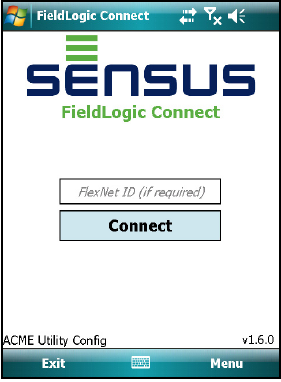 FieldLogic Connect
SENSUS
FieldLogic Connect
FlexNet ID (if required)
Connect
ACME Utility Config v1.6.0
Exit Menu